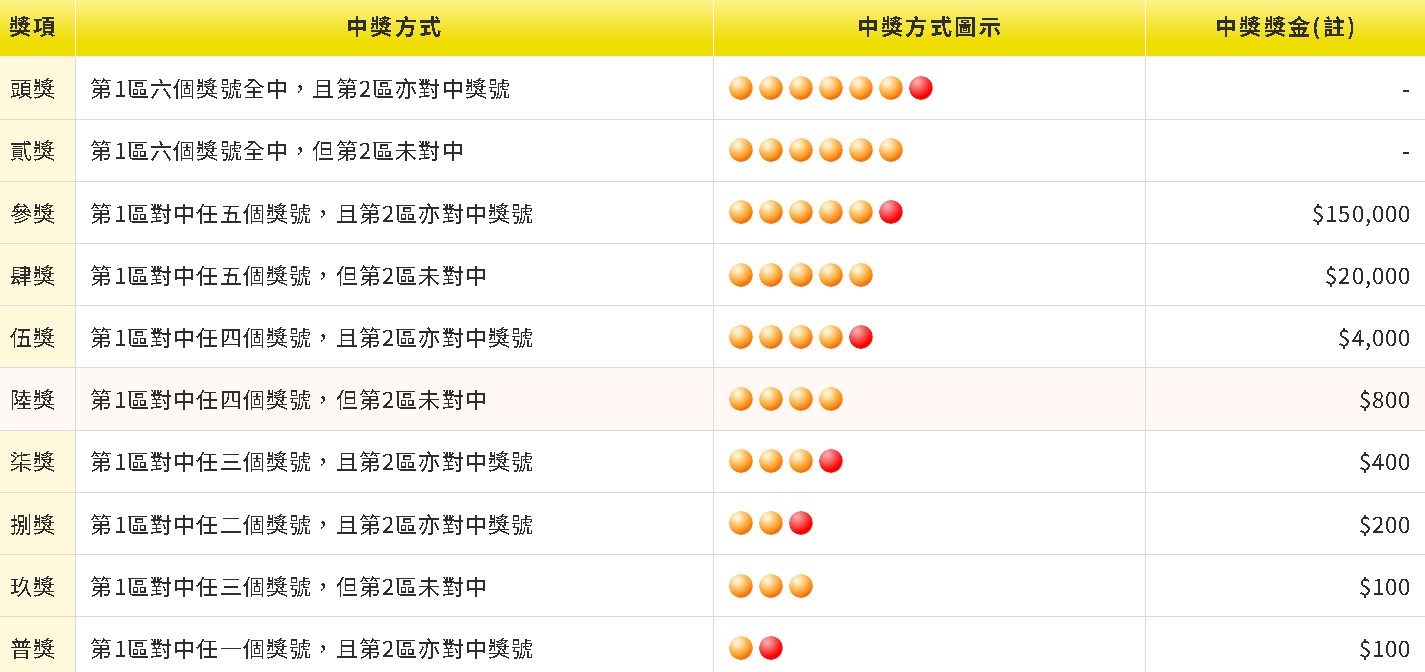 獎項 中獎方式 中獎方式圖示 中獎獎金(註)
頭獎 第1區六個獎號全中，且第2區亦對中獎號 -
貳獎 第1區六個獎號全中，但第2區未對中 -
參獎 第1區對中任五個獎號，且第2區亦對中獎號 $150,000
肆獎 第1區對中任五個獎號，但第2區未對中 $20,000
伍獎 第1區對中任四個獎號，且第2區亦對中獎號 $4,000
陸獎 第1區對中任四個獎號，但第2區未對中 $800
柒獎 第1區對中任三個獎號，且第2區亦對中獎號 $400
捌獎 第1區對中任二個獎號，且第2區亦對中獎號 $200
玖獎 第1區對中任三個獎號，但第2區未對中 $100
普獎 第1區對中任一個獎號，且第2區亦對中獎號 $100